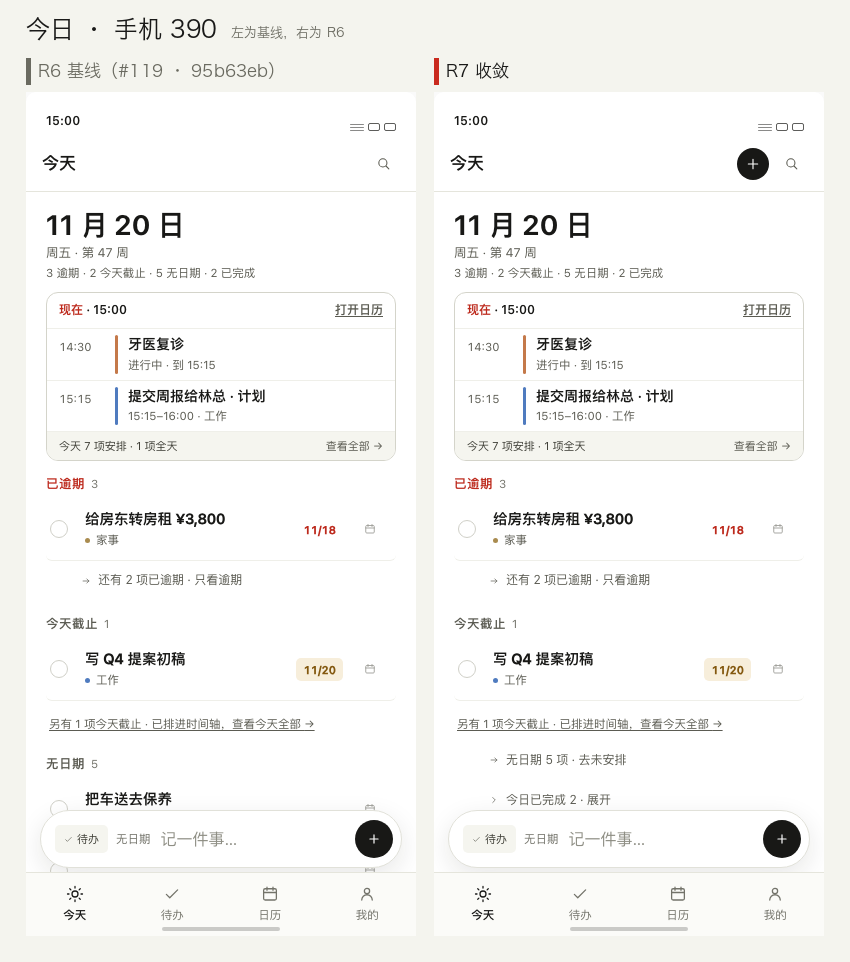 今日 · 手机 390 左为基线，右为 R6
R6 基线（#119 · 95b63eb）
15:00
今天
11 月 20 日
周五 · 第 47 周
3 逾期 · 2 今天截止 · 5 无日期 · 2 已完成
现在 · 15:00 打开日历
14:30 牙医复诊
进行中 · 到 15:15
15:15 提交周报给林总 · 计划
15:15–16:00 · 工作
今天 7 项安排 · 1 项全天 查看全部 →
已逾期 3
给房东转房租 ¥3,800 11/18
家事
→ 还有 2 项已逾期 · 只看逾期
今天截止 1
写 Q4 提案初稿 11/20
工作
另有 1 项今天截止 · 已排进时间轴，查看今天全部 →
无日期 5
把车送去保养
待办 无日期 记一件事…
今天 待办 日历 我的
R7 收敛
15:00
今天
11 月 20 日
周五 · 第 47 周
3 逾期 · 2 今天截止 · 5 无日期 · 2 已完成
现在 · 15:00 打开日历
14:30 牙医复诊
进行中 · 到 15:15
15:15 提交周报给林总 · 计划
15:15–16:00 · 工作
今天 7 项安排 · 1 项全天 查看全部 →
已逾期 3
给房东转房租 ¥3,800 11/18
家事
→ 还有 2 项已逾期 · 只看逾期
今天截止 1
写 Q4 提案初稿 11/20
工作
另有 1 项今天截止 · 已排进时间轴，查看今天全部 →
→ 无日期 5 项 · 去未安排
› 今日已完成 2 · 展开
待办 无日期 记一件事…
今天 待办 日历 我的